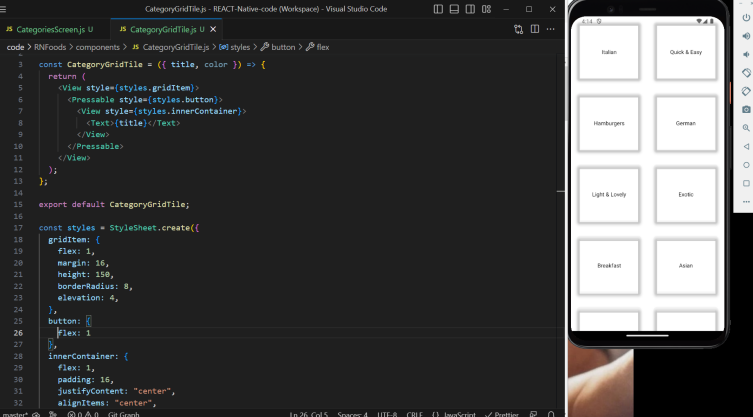 CategoryGridTile.js - REACT-Native-code (Workspace) - Visual Studio Code
CategoriesScreen.js U
CategoryGridTile.js U
code > RNFoods > components > CategoryGridTile.js > styles > button > flex
3 const CategoryGridTile = ({ title, color }) => {
4 return (
5 <View style={styles.gridItem}>
6 <Pressable style={styles.button}>
7 <View style={styles.innerContainer}>
8 <Text>{title}</Text>
9 </View>
10 </Pressable>
11 </View>
12 );
13 };
14
15 export default CategoryGridTile;
16
17 const styles = StyleSheet.create({
18 gridItem: {
19 flex: 1,
20 margin: 16,
21 height: 150,
22 borderRadius: 8,
23 elevation: 4,
24 },
25 button: {
26 flex: 1
27 },
28 innerContainer: {
29 flex: 1,
30 padding: 16,
31 justifyContent: "center",
32 alignItems: "center",
master* 0 0 Git Graph Ln 26, Col 5 Spaces: 4 UTF-8 CRLF {} JavaScript Prettier
4:14
Italian
Quick & Easy
Hamburgers
German
Light & Lovely
Exotic
Breakfast
Asian